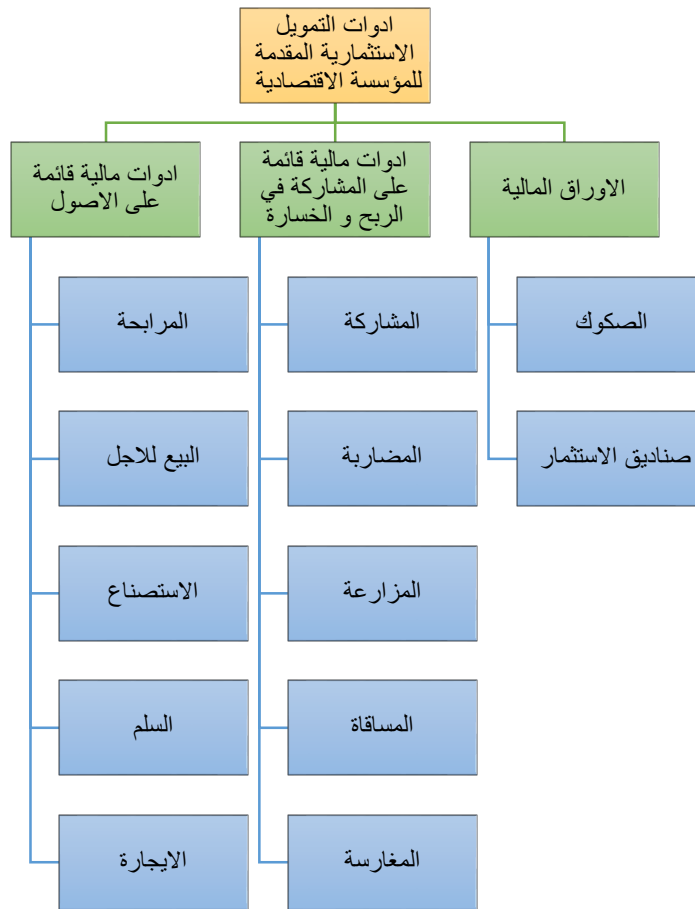 ادوات التمويل
الاستثمارية المقدمة
للمؤسسة الاقتصادية
الاوراق المالية
ادوات مالية قائمة
على المشاركة في
الربح و الخسارة
ادوات مالية قائمة
على الاصول
الصكوك
صناديق الاستثمار
المشاركة
المضاربة
المزارعة
المساقاة
المغارسة
المرابحة
البيع للاجل
الاستصناع
السلم
الايجارة